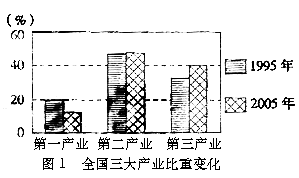 (%)
60
40
20
0
1995 年
2005 年
第一产业 第二产业 第三产业
图 1 全国三大产业比重变化